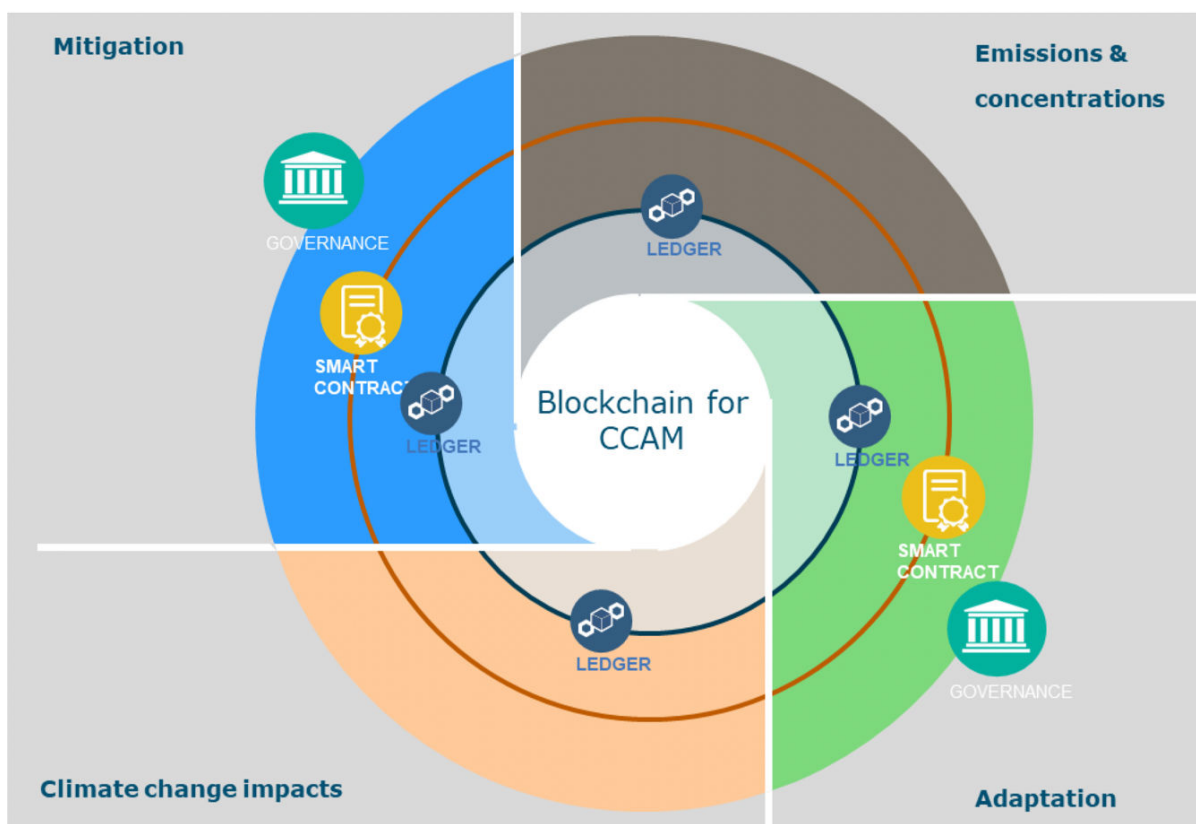 Mitigation
Emissions &
concentrations
GOVERNANCE
LEDGER
SMART
CONTRACT
LEDGER
Blockchain for
CCAM
LEDGER
SMART
CONTRACT
LEDGER
GOVERNANCE
Climate change impacts
Adaptation